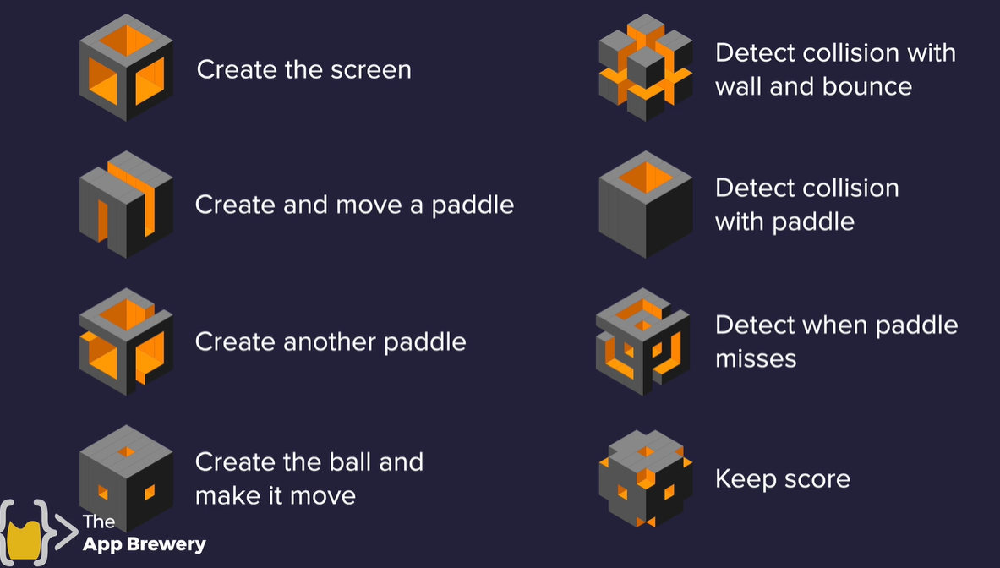 Create the screen
Create and move a paddle
Create another paddle
Create the ball and
make it move
Detect collision with
wall and bounce
Detect collision
with paddle
Detect when paddle
misses
Keep score
The
App Brewery